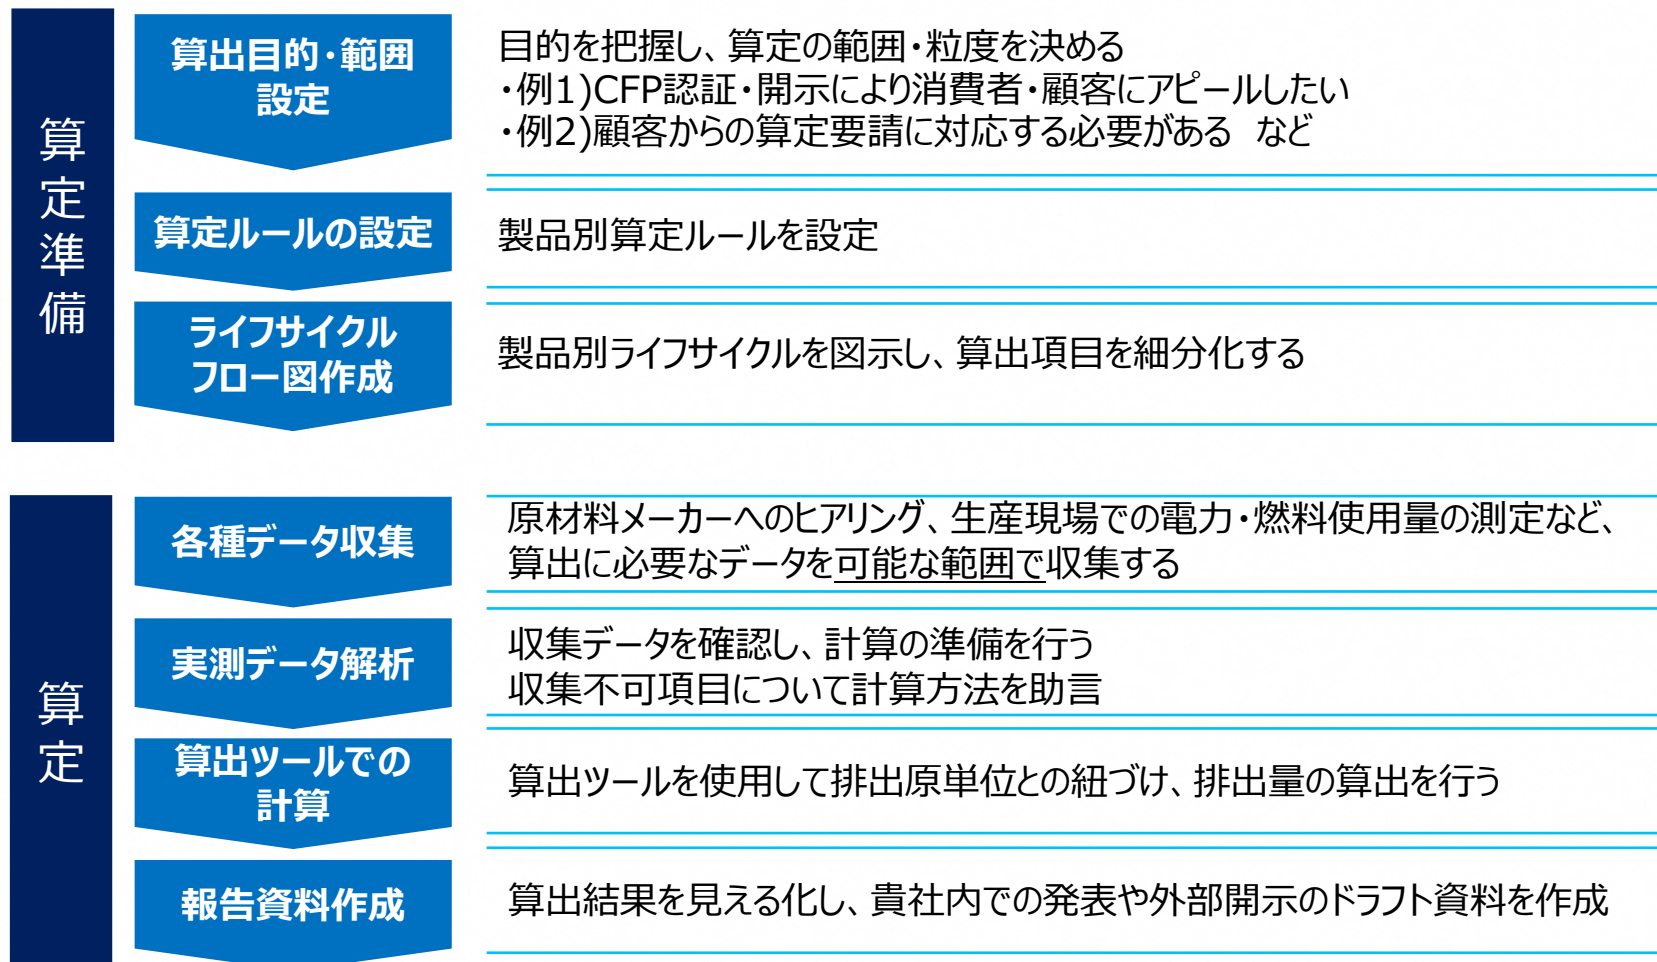 算定準備
算出目的・範囲
設定
目的を把握し、算定の範囲・粒度を決める
・例1)CFP認証・開示により消費者・顧客にアピールしたい
・例2)顧客からの算定要請に対応する必要がある など
算定ルールの設定
製品別算定ルールを設定
ライフサイクル
フロー図作成
製品別ライフサイクルを図示し、算出項目を細分化する
算定
各種データ収集
原材料メーカーへのヒアリング、生産現場での電力・燃料使用量の測定など、
算出に必要なデータを可能な範囲で収集する
実測データ解析
収集データを確認し、計算の準備を行う
収集不可項目について計算方法を助言
算出ツールでの
計算
算出ツールを使用して排出原単位との紐づけ、排出量の算出を行う
報告資料作成
算出結果を見える化し、貴社内での発表や外部開示のドラフト資料を作成